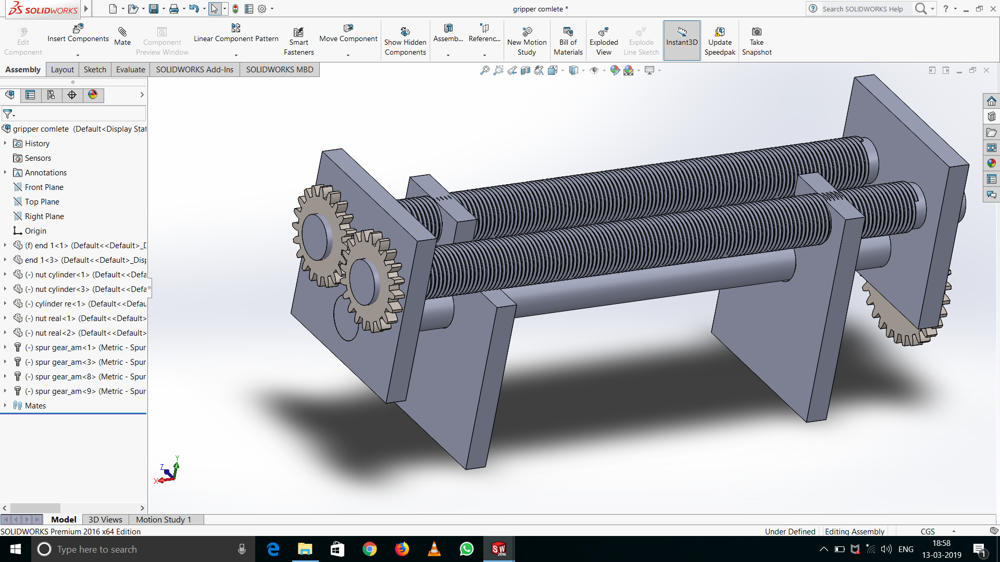 SOLIDWORKS
gripper comlete *
Search SOLIDWORKS Help
?
Edit Component
Insert Components
Mate
Component Preview Window
Linear Component Pattern
Smart Fasteners
Move Component
Show Hidden Components
Assemb...
Referenc...
New Motion Study
Bill of Materials
Exploded View
Explode Line Sketch
Instant3D
Update Speedpak
Take Snapshot
Assembly
Layout
Sketch
Evaluate
SOLIDWORKS Add-Ins
SOLIDWORKS MBD
gripper comlete (Default<Display Stat
History
Sensors
Annotations
Front Plane
Top Plane
Right Plane
Origin
(f) end 1<1> (Default<<Default>_D
end 1<3> (Default<<Default>_Disp
(-) nut cylinder<1> (Default<<Defa
(-) nut cylinder<3> (Default<<Defa
(-) cylinder re<1> (Default<<Defau
(-) nut real<1> (Default<<Default>
(-) nut real<2> (Default<<Default>
(-) spur gear_am<1> (Metric - Spur
(-) spur gear_am<3> (Metric - Spur
(-) spur gear_am<8> (Metric - Spur
(-) spur gear_am<9> (Metric - Spur
Mates
Y
Z
X
Model
3D Views
Motion Study 1
SOLIDWORKS Premium 2016 x64 Edition
Under Defined
Editing Assembly
CGS
Type here to search
SW
2016
ENG
18:58
13-03-2019
1